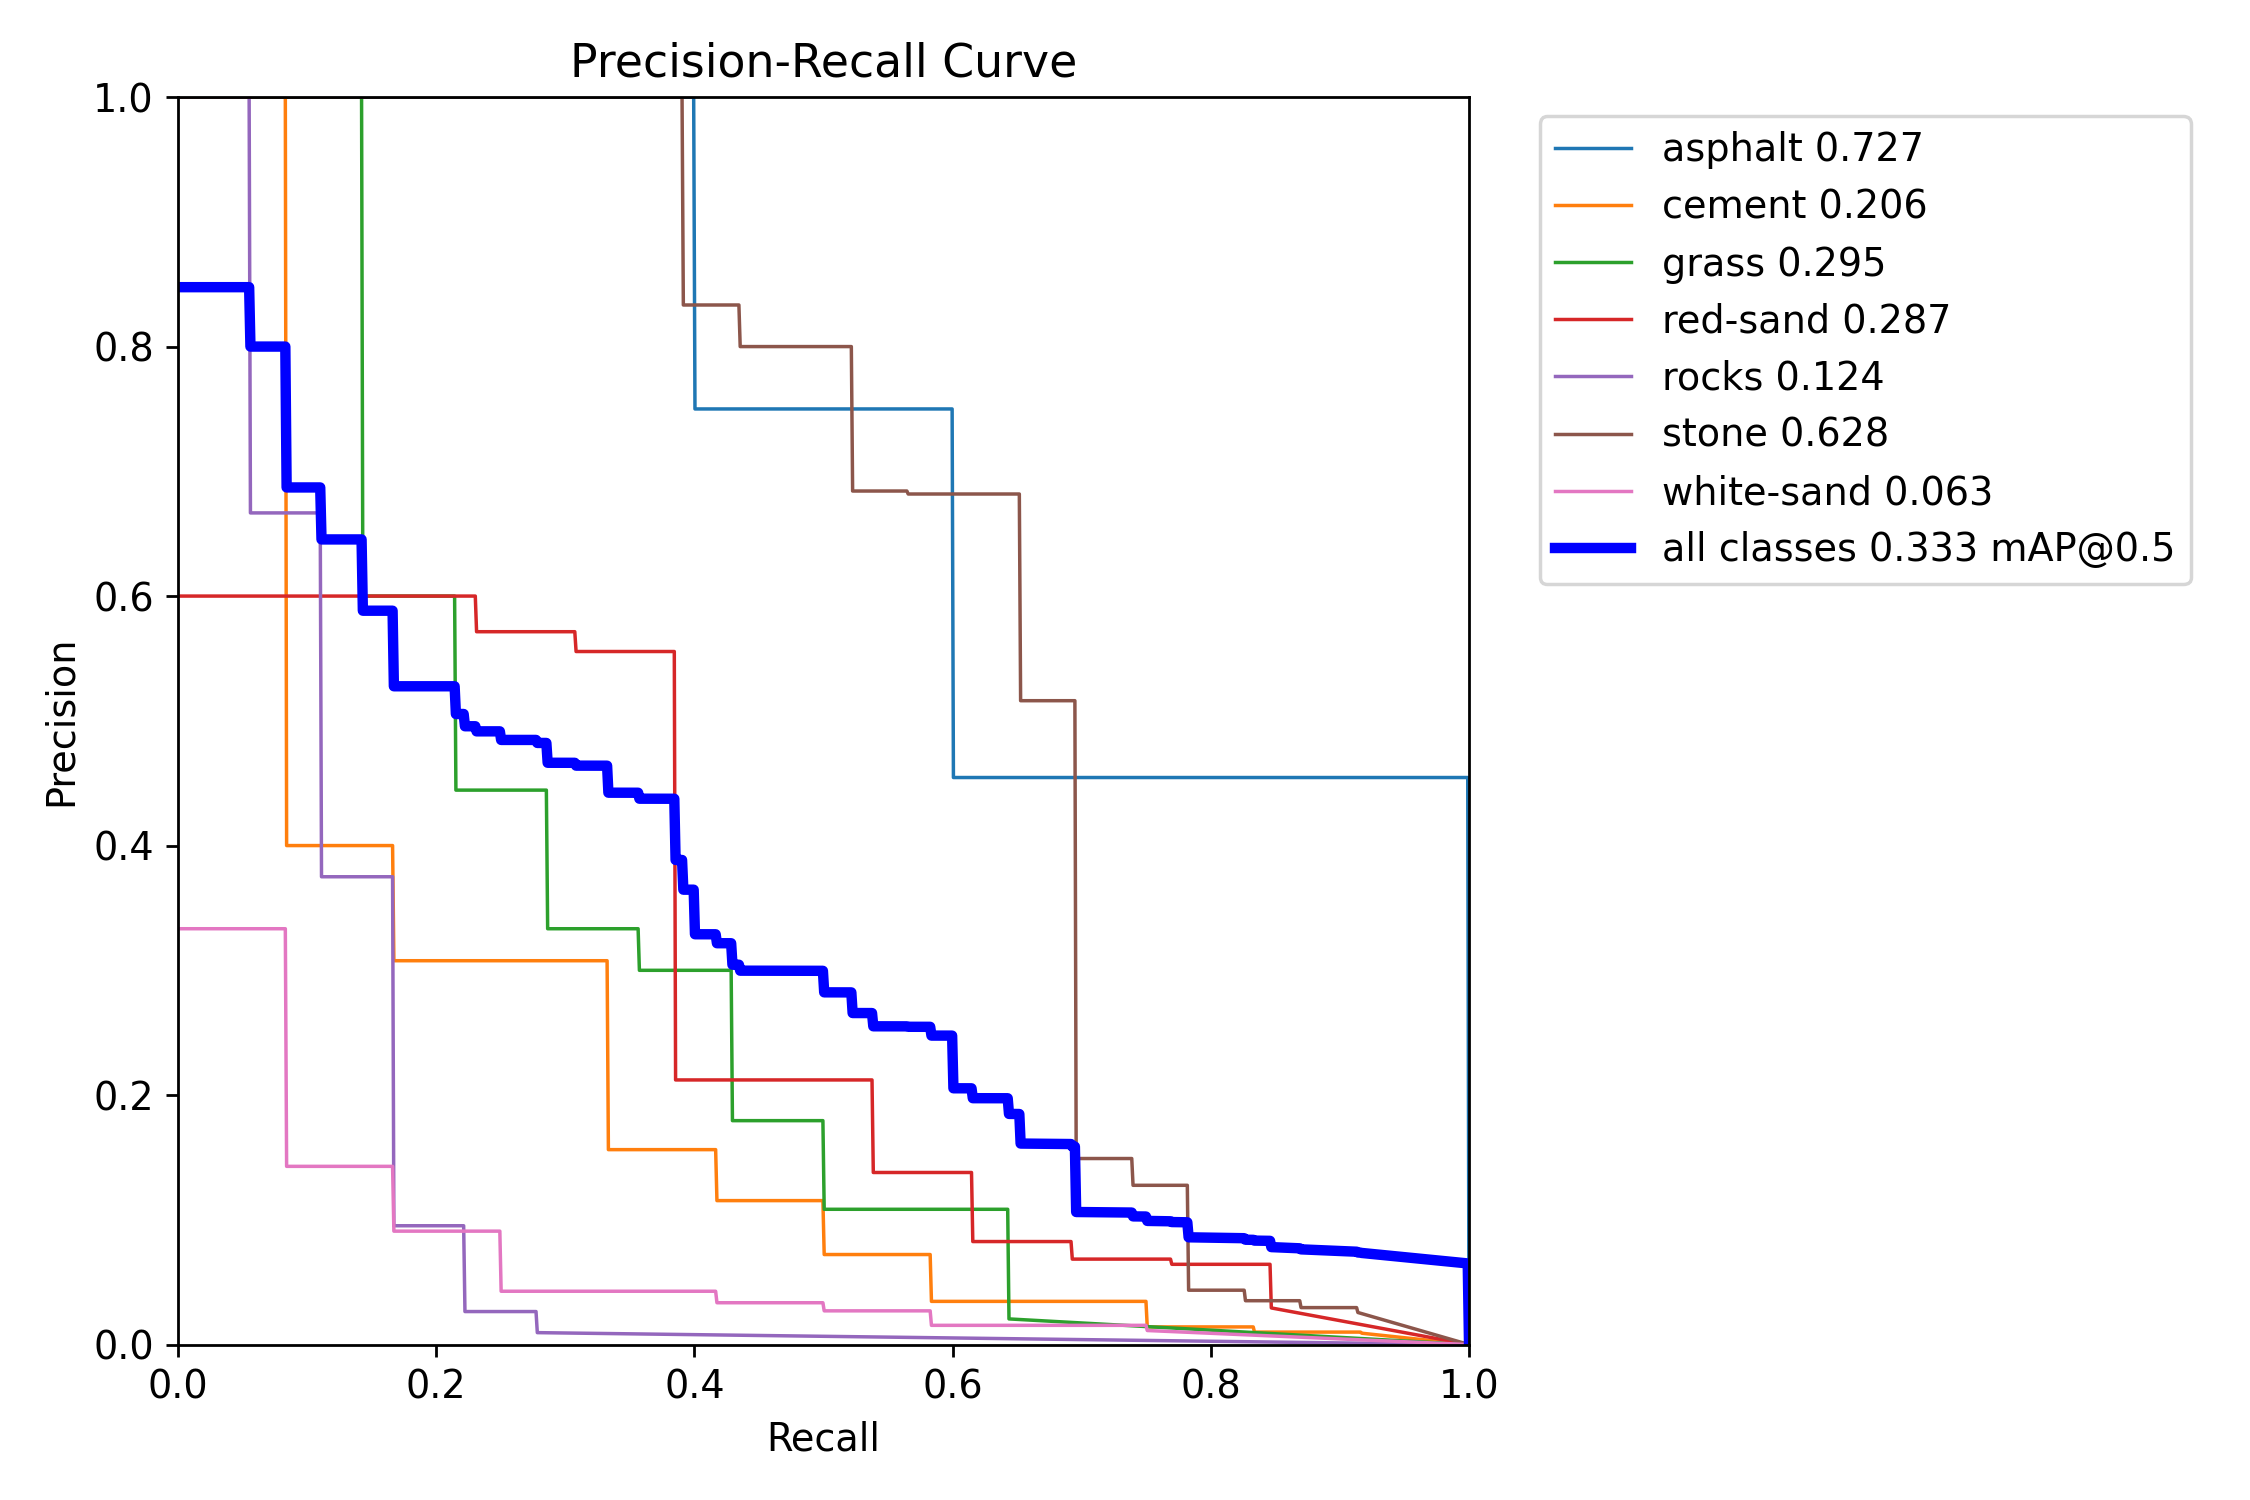 Precision-Recall Curve
1.0
0.8
0.6
0.4
0.2
0.0
Precision
0.0 0.2 0.4 0.6 0.8 1.0
Recall
asphalt 0.727
cement 0.206
grass 0.295
red-sand 0.287
rocks 0.124
stone 0.628
white-sand 0.063
all classes 0.333 mAP@0.5